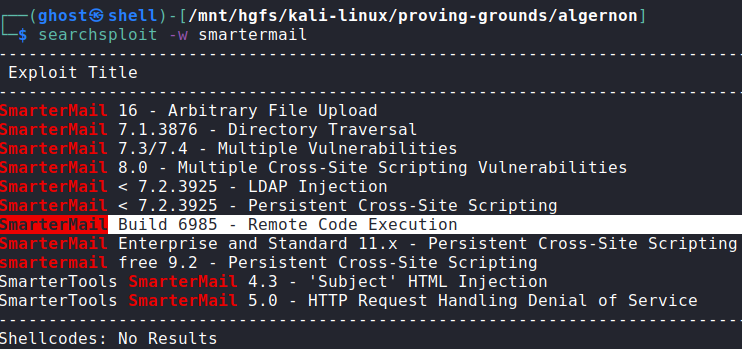 ┌──(ghost㉿shell)-[/mnt/hgfs/kali-linux/proving-grounds/algernon]
└─$ searchsploit -w smartermail
--------------------------------------------------------------------------
 Exploit Title
--------------------------------------------------------------------------
SmarterMail 16 - Arbitrary File Upload
SmarterMail 7.1.3876 - Directory Traversal
SmarterMail 7.3/7.4 - Multiple Vulnerabilities
SmarterMail 8.0 - Multiple Cross-Site Scripting Vulnerabilities
SmarterMail < 7.2.3925 - LDAP Injection
SmarterMail < 7.2.3925 - Persistent Cross-Site Scripting
SmarterMail Build 6985 - Remote Code Execution
SmarterMail Enterprise and Standard 11.x - Persistent Cross-Site Scripting
smartermail free 9.2 - Persistent Cross-Site Scripting
SmarterTools SmarterMail 4.3 - 'Subject' HTML Injection
SmarterTools SmarterMail 5.0 - HTTP Request Handling Denial of Service
--------------------------------------------------------------------------
Shellcodes: No Results